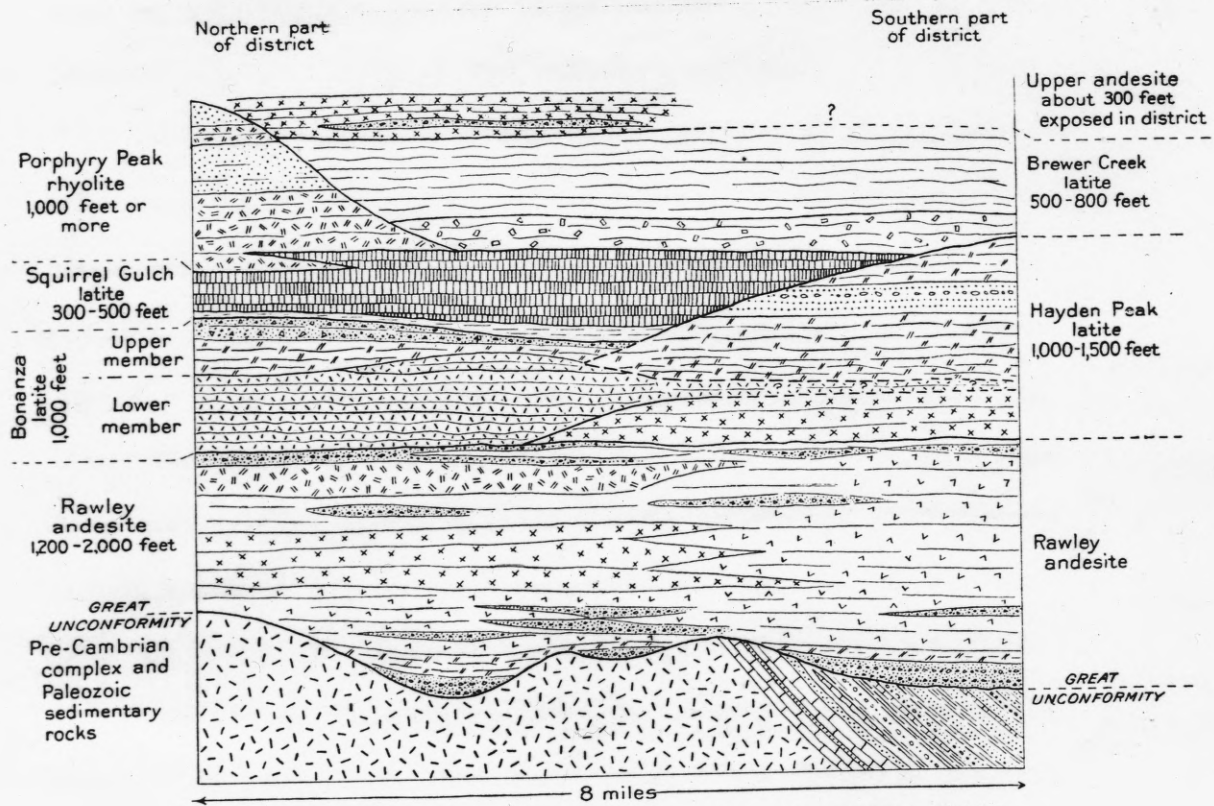 Northern part
of district
Southern part
of district
Porphyry Peak
rhyolite
1,000 feet or
more
Squirrel Gulch
latite
300-500 feet
Upper
member
Bonanza
latite
1,000 feet
Lower
member
Rawley
andesite
1,200-2,000 feet
GREAT
UNCONFORMITY
Pre-Cambrian
complex and
Paleozoic
sedimentary
rocks
?
Upper andesite
about 300 feet
exposed in district
Brewer Creek
latite
500-800 feet
Hayden Peak
latite
1,000-1,500 feet
Rawley
andesite
GREAT
UNCONFORMITY
8 miles